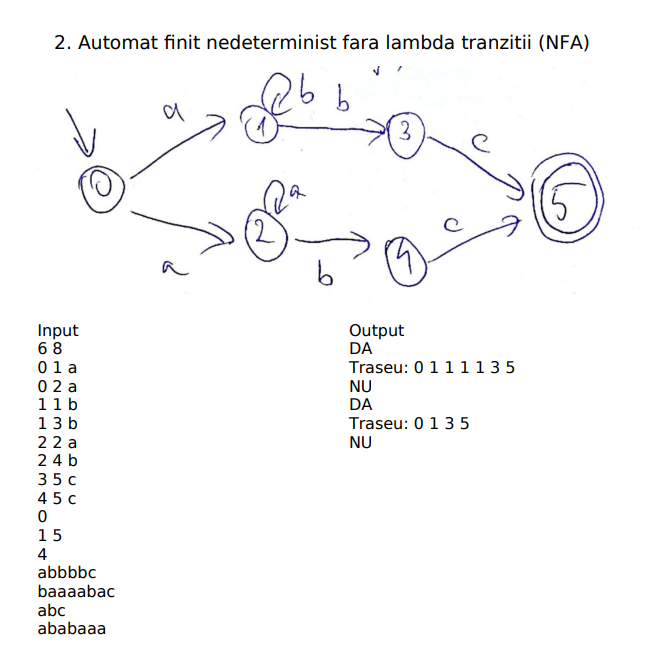 2. Automat finit nedeterminist fara lambda tranzitii (NFA)
b
b
a
1
3
c
0
a
5
2
c
4
a
b
Input
6 8
0 1 a
0 2 a
1 1 b
1 3 b
2 2 a
2 4 b
3 5 c
4 5 c
0
1 5
4
abbbbc
baaaabac
abc
ababaaa
Output
DA
Traseu: 0 1 1 1 1 3 5
NU
DA
Traseu: 0 1 3 5
NU